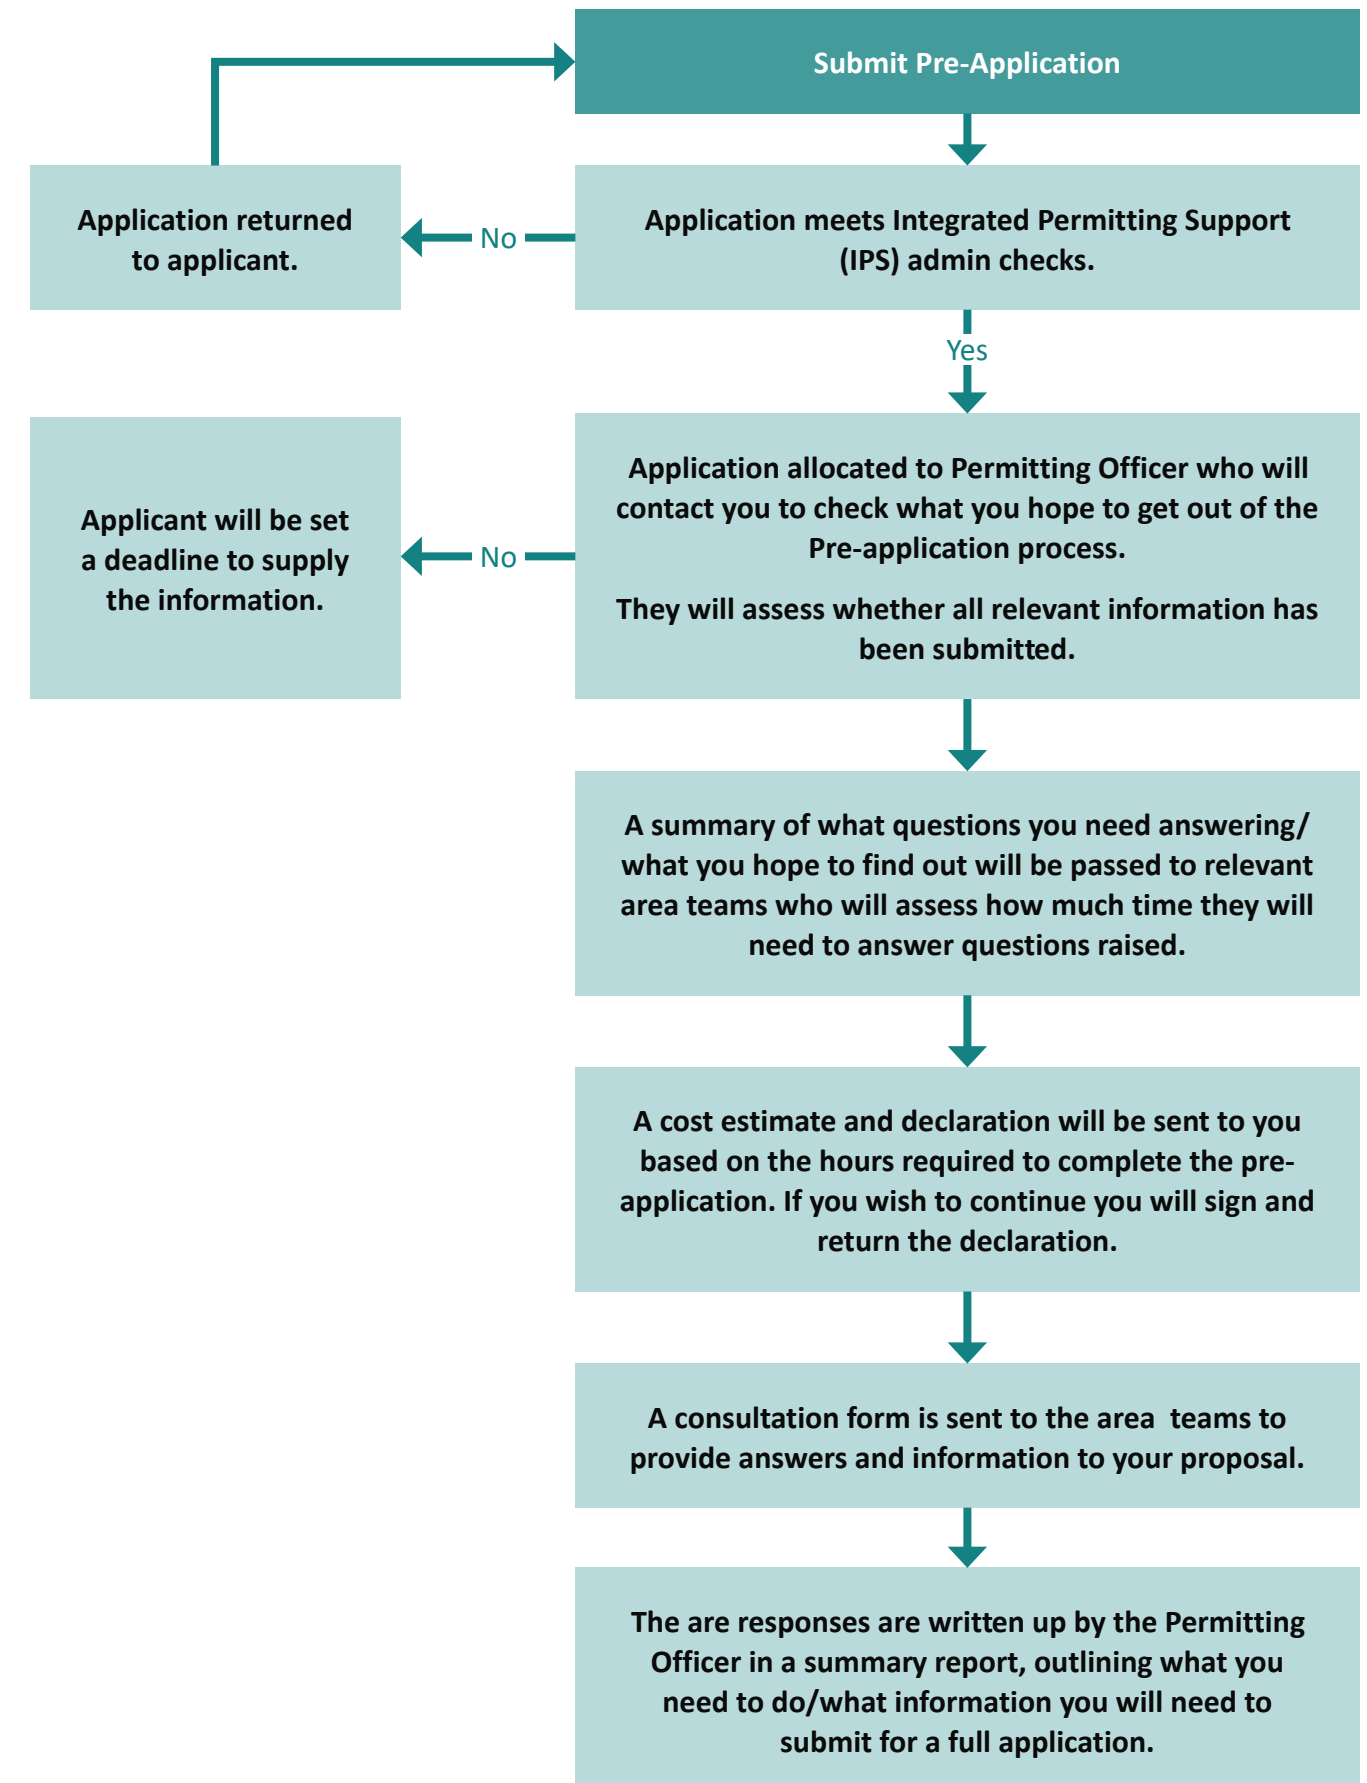 Submit Pre-Application
Application returned
to applicant.
No
Application meets Integrated Permitting Support
(IPS) admin checks.
Yes
Applicant will be set
a deadline to supply
the information.
No
Application allocated to Permitting Officer who will
contact you to check what you hope to get out of the
Pre-application process.
They will assess whether all relevant information has
been submitted.
A summary of what questions you need answering/
what you hope to find out will be passed to relevant
area teams who will assess how much time they will
need to answer questions raised.
A cost estimate and declaration will be sent to you
based on the hours required to complete the pre-
application. If you wish to continue you will sign and
return the declaration.
A consultation form is sent to the area  teams to
provide answers and information to your proposal.
The are responses are written up by the Permitting
Officer in a summary report, outlining what you
need to do/what information you will need to
submit for a full application.